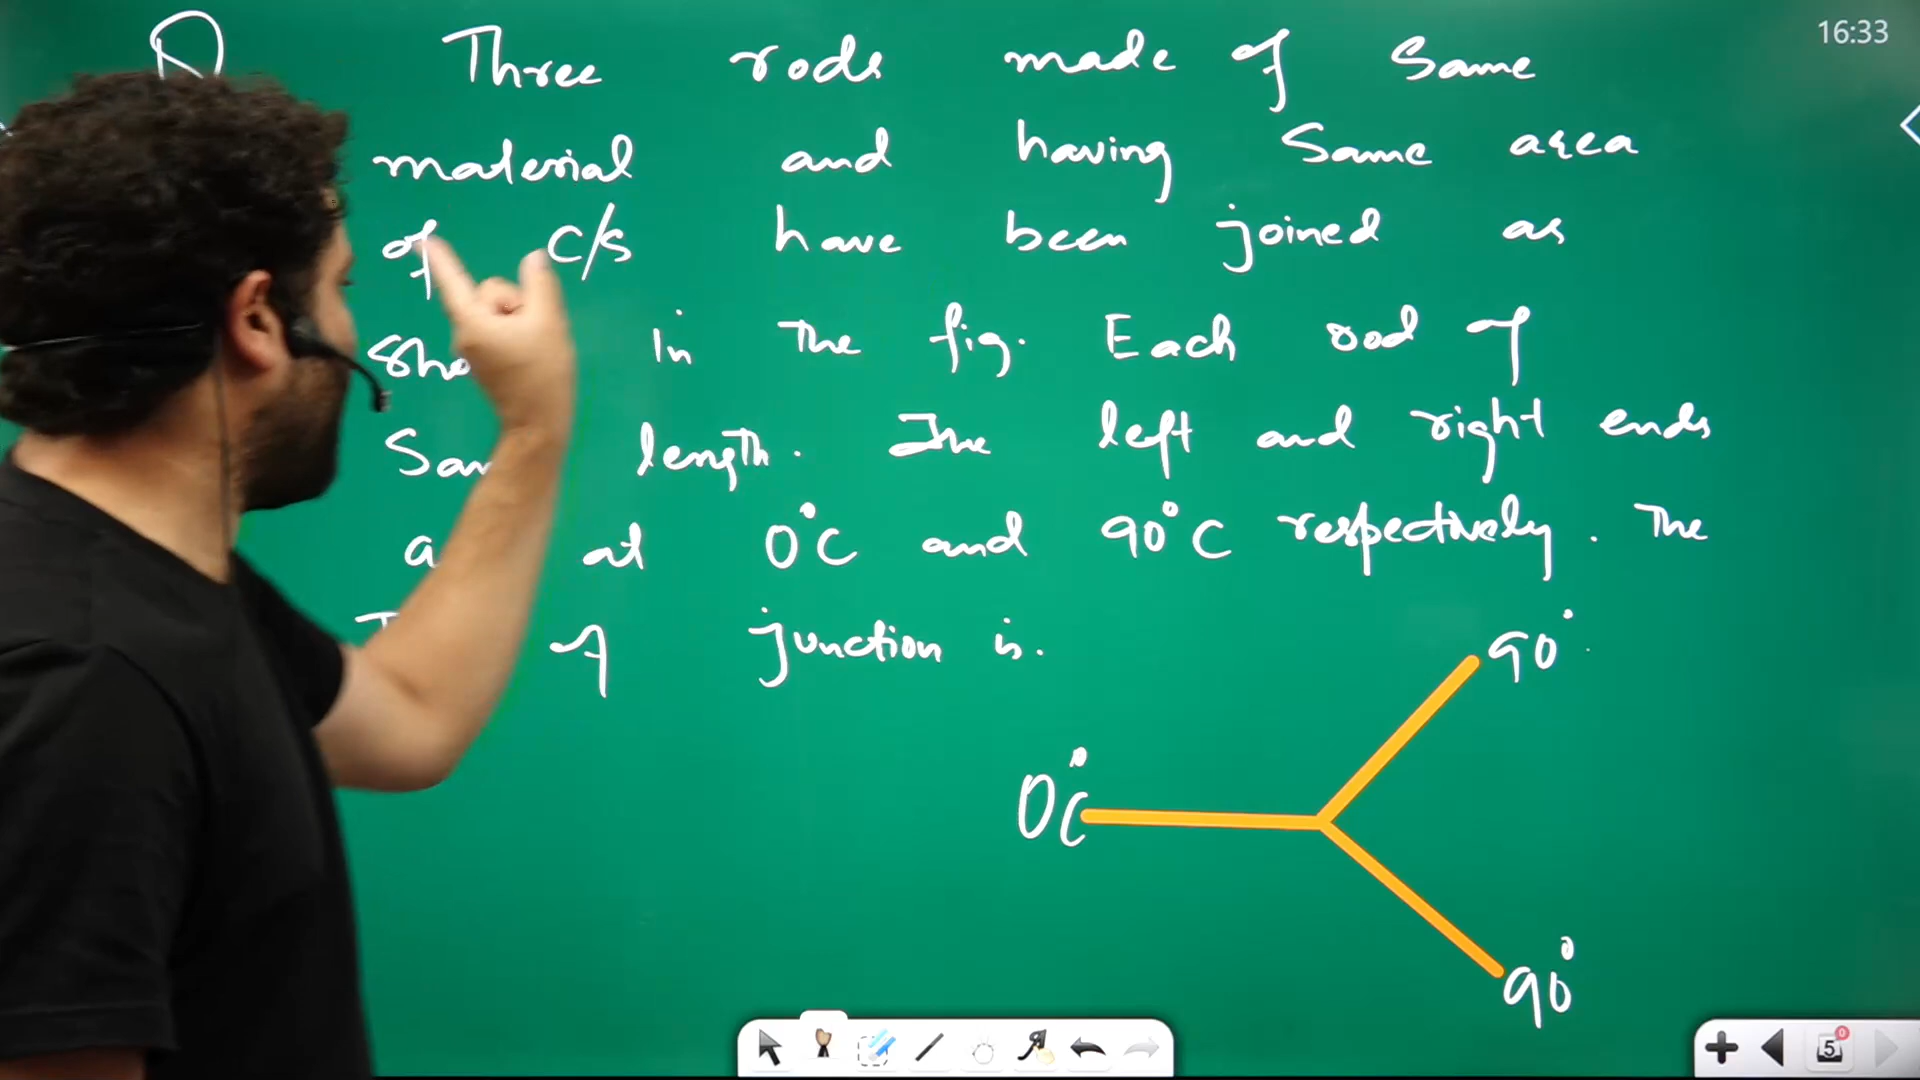 16:33
Q Three rods made of Same
material and having Same area
of C/S have been joined as
in the fig. Each rod of
length. The left and right ends
at 0°C and 90°C respectively. The
of junction is.
90°
0°C
90°
5
0